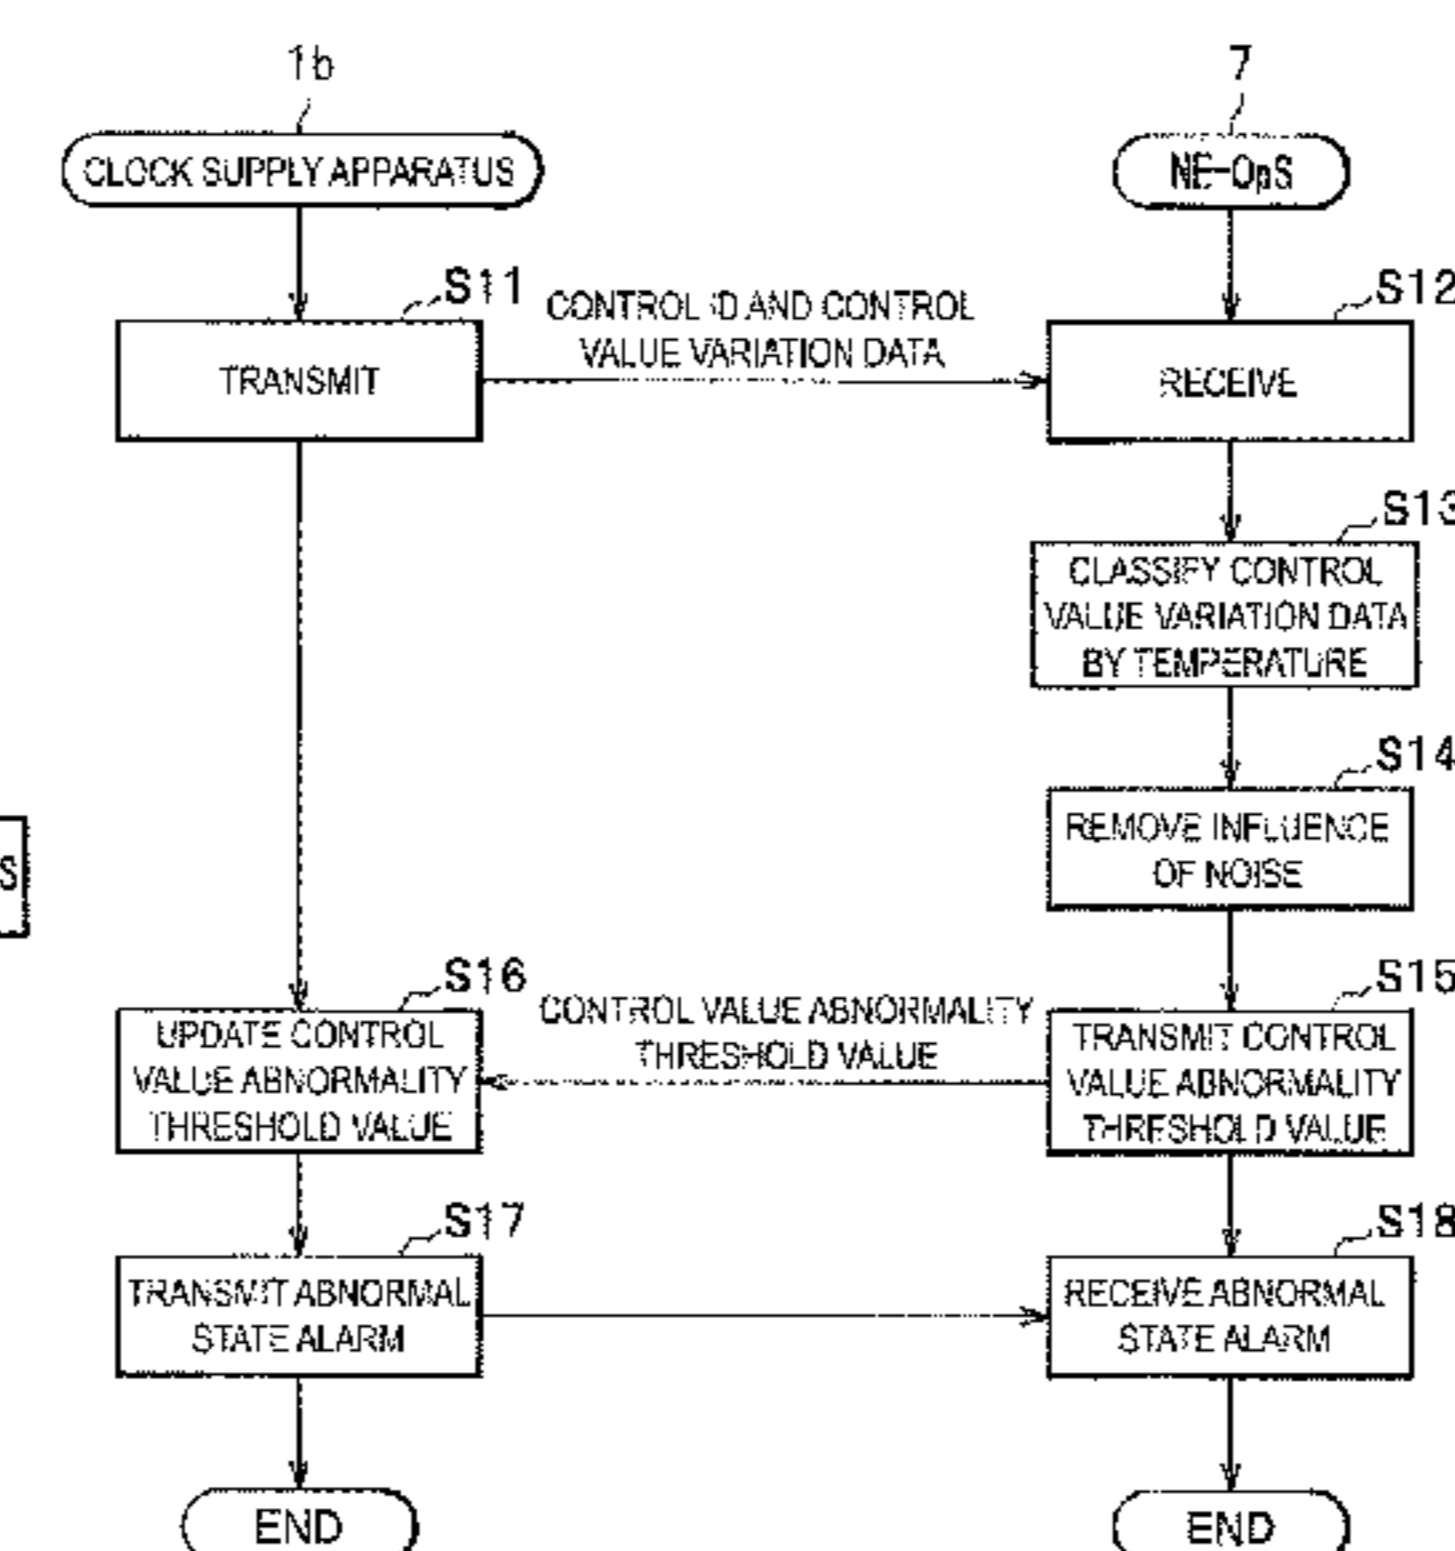 1b
7
CLOCK SUPPLY APPARATUS
NE-OpS
S11
CONTROL ID AND CONTROL
VALUE VARIATION DATA
S12
TRANSMIT
RECEIVE
S13
CLASSIFY CONTROL
VALUE VARIATION DATA
BY TEMPERATURE
S14
REMOVE INFLUENCE
OF NOISE
S
S16
CONTROL VALUE ABNORMALITY
THRESHOLD VALUE
S15
UPDATE CONTROL
VALUE ABNORMALITY
THRESHOLD VALUE
TRANSMIT CONTROL
VALUE ABNORMALITY
THRESHOLD VALUE
S17
S18
TRANSMIT ABNORMAL
STATE ALARM
RECEIVE ABNORMAL
STATE ALARM
END
END